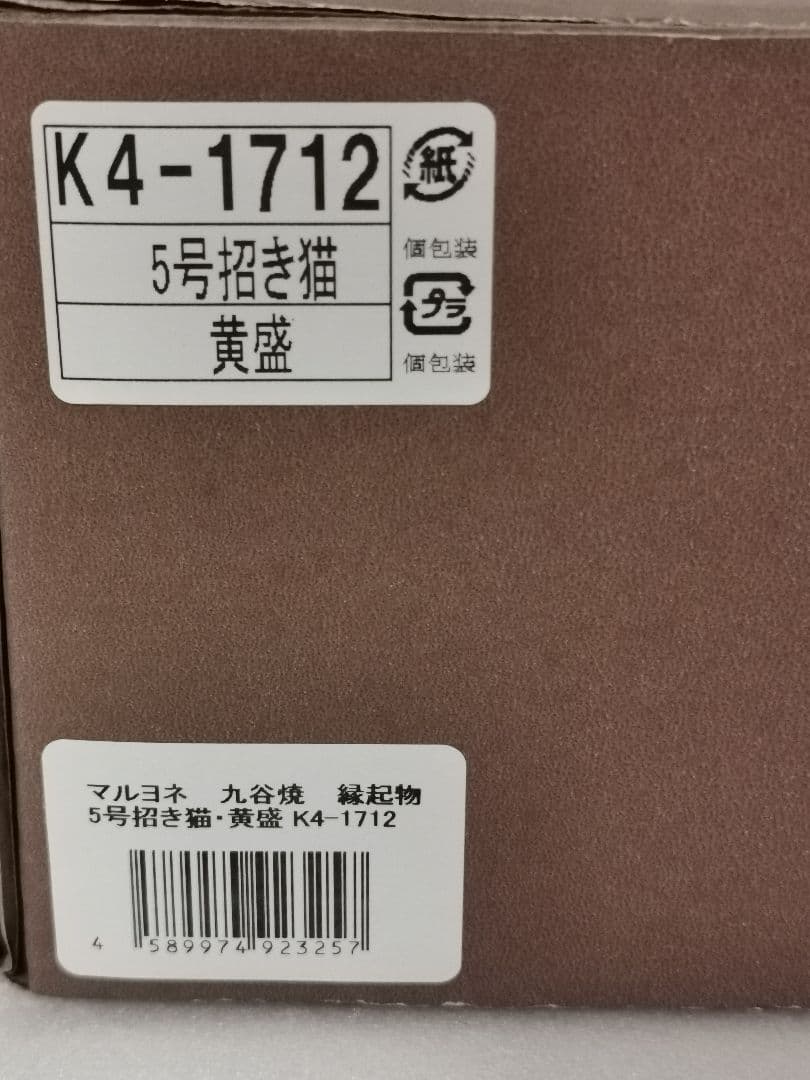 K4-1712
紙
個包装
5号招き猫
プラ
黄盛
個包装
マルヨネ 九谷焼 縁起物
5号招き猫・黄盛 K4-1712
4 589974 923257